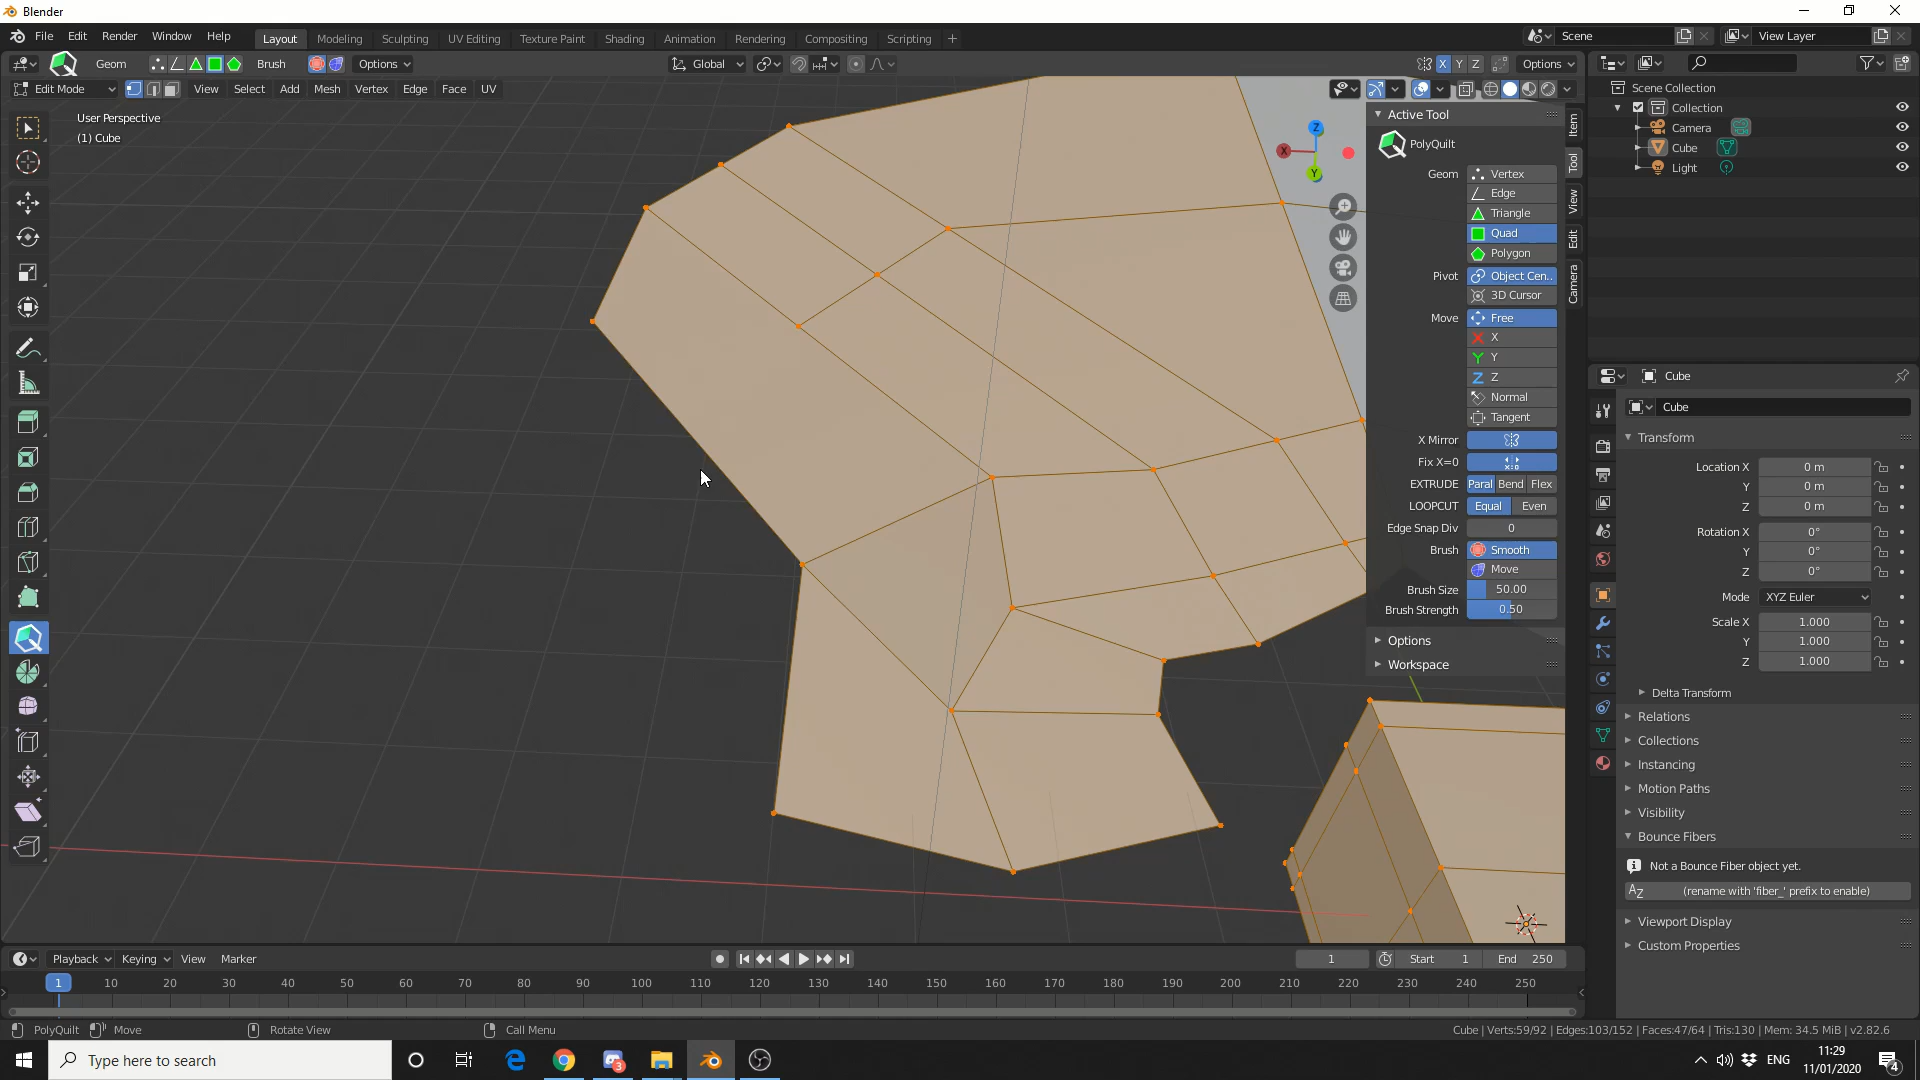 Blender
File Edit Render Window Help Layout Modeling Sculpting UV Editing Texture Paint Shading Animation Rendering Compositing Scripting + Scene View Layer
Geom Brush Options Global X Y Z Options
Edit Mode View Select Add Mesh Vertex Edge Face UV
User Perspective
(1) Cube
Z
X
Y
Active Tool
PolyQuilt
Geom Vertex
Edge
Triangle
Quad
Polygon
Pivot Object Cen..
3D Cursor
Move Free
X
Y
Z
Normal
Tangent
X Mirror
Fix X=0
EXTRUDE Paral Bend Flex
LOOPCUT Equal Even
Edge Snap Div 0
Brush Smooth
Move
Brush Size 50.00
Brush Strength 0.50
Options
Workspace
Item
Tool
View
Edit
Camera
Scene Collection
Collection
Camera
Cube
Light
Cube
Cube
Transform
Location X 0 m
Y 0 m
Z 0 m
Rotation X 0°
Y 0°
Z 0°
Mode XYZ Euler
Scale X 1.000
Y 1.000
Z 1.000
Delta Transform
Relations
Collections
Instancing
Motion Paths
Visibility
Bounce Fibers
Not a Bounce Fiber object yet.
(rename with 'fiber_' prefix to enable)
Viewport Display
Custom Properties
Playback Keying View Marker 1 Start 1 End 250
1 10 20 30 40 50 60 70 80 90 100 110 120 130 140 150 160 170 180 190 200 210 220 230 240 250
PolyQuilt Move Rotate View Call Menu Cube | Verts:59/92 | Edges:103/152 | Faces:47/64 | Tris:130 | Mem: 34.5 MiB | v2.82.6
Type here to search 3 ENG 11:29
11/01/2020 4